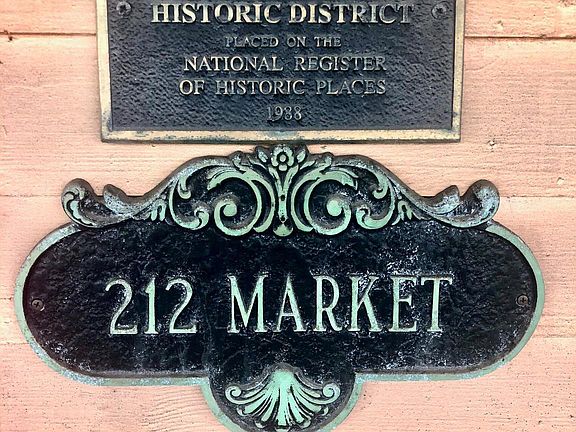 HISTORIC DISTRICT
PLACED ON THE
NATIONAL REGISTER
OF HISTORIC PLACES
1988
212 MARKET